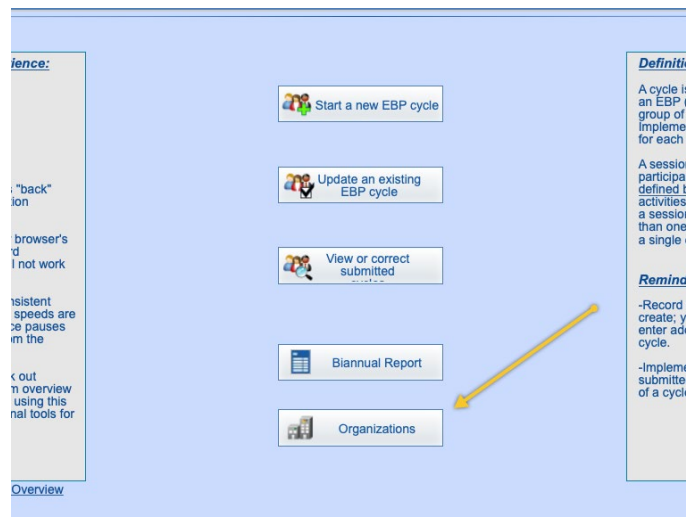 ience:
s "back"
tion
browser's
rd
l not work
nsistent
speeds are
ce pauses
om the
k out
m overview
using this
nal tools for
Overview
Start a new EBP cycle
Update an existing
EBP cycle
View or correct
submitted
Biannual Report
Organizations
Definiti
A cycle is
an EBP
group of
Impleme
for each
A session
participa
defined b
activities
a session
than one
a single
Remind
-Record
create; y
enter add
cycle.
-Impleme
submitte
of a cycle